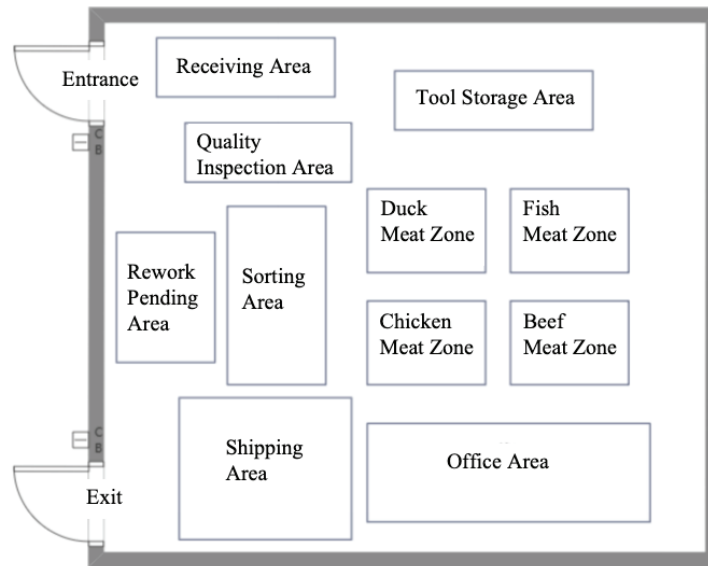 Receiving Area
Entrance
Tool Storage Area
Quality
Inspection Area
C
B
Duck
Meat Zone
Fish
Meat Zone
Rework
Pending
Area
Sorting
Area
Chicken
Meat Zone
Beef
Meat Zone
C
B
Shipping
Area
Office Area
Exit